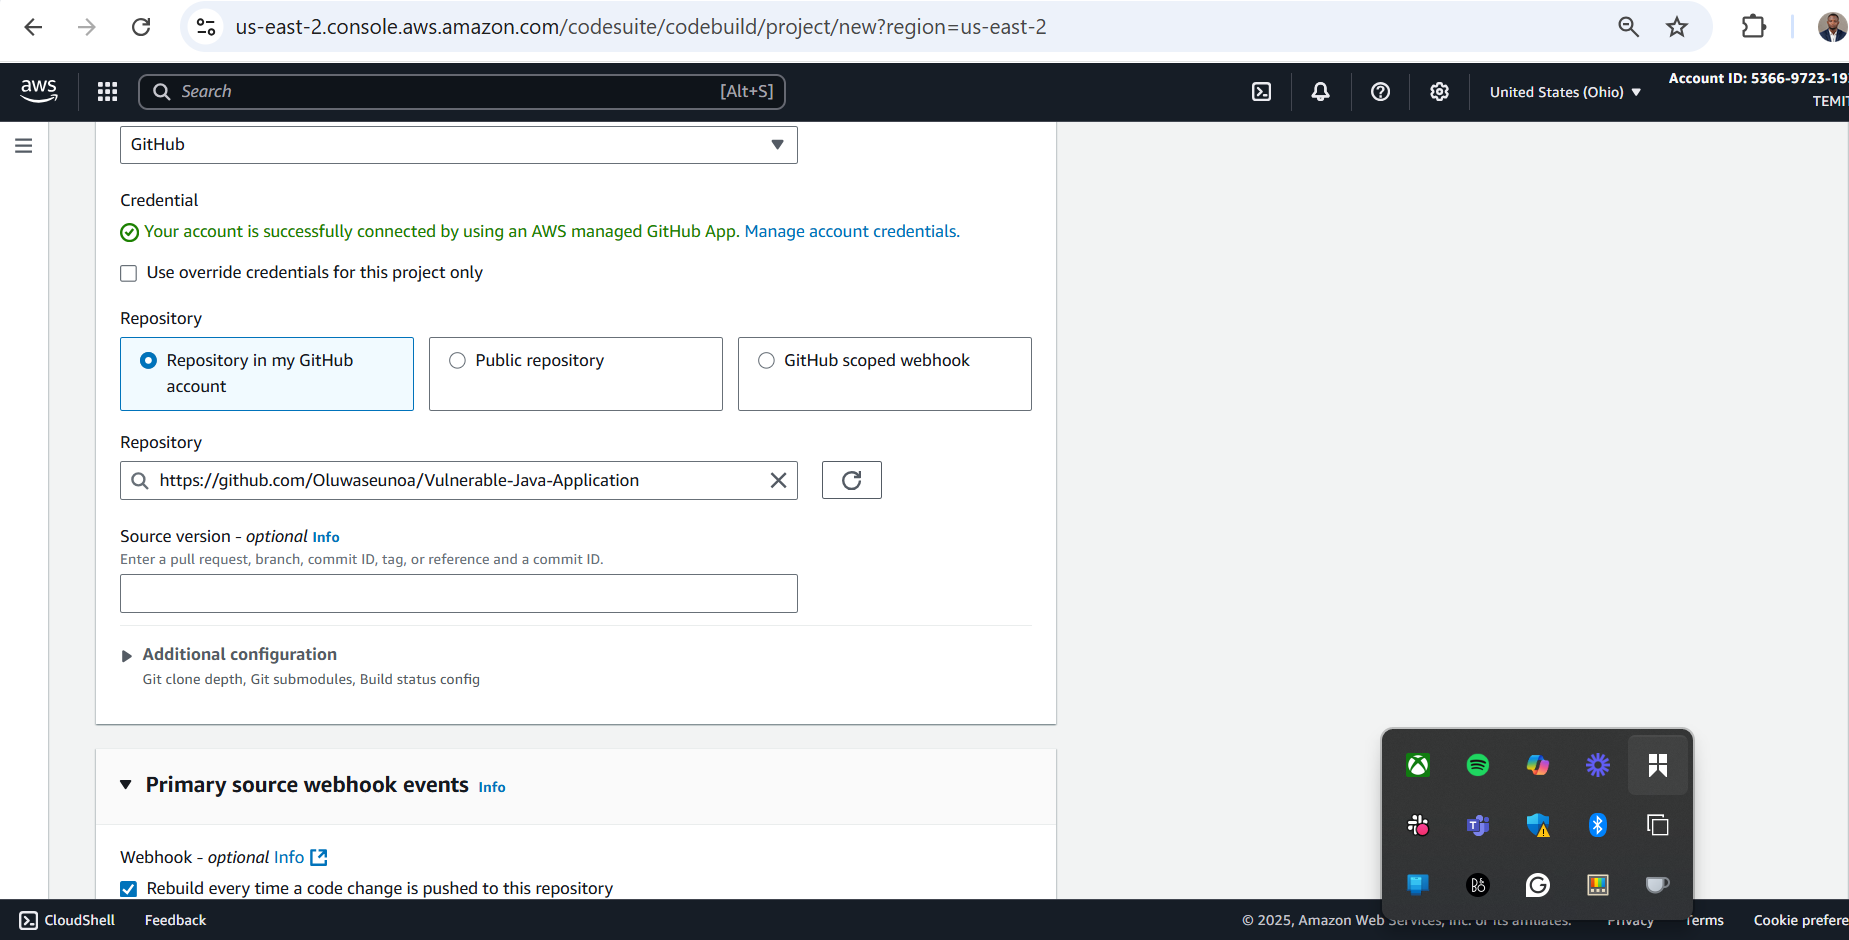 us-east-2.console.aws.amazon.com/codesuite/codebuild/project/new?region=us-east-2
aws
Search
[Alt+S]
United States (Ohio)
Account ID: 5366-9723-19
TEMIT
GitHub
Credential
Your account is successfully connected by using an AWS managed GitHub App. Manage account credentials.
Use override credentials for this project only
Repository
Repository in my GitHub account
Public repository
GitHub scoped webhook
Repository
https://github.com/Oluwaseunoa/Vulnerable-Java-Application
Source version - optional Info
Enter a pull request, branch, commit ID, tag, or reference and a commit ID.
Additional configuration
Git clone depth, Git submodules, Build status config
Primary source webhook events Info
Webhook - optional Info
Rebuild every time a code change is pushed to this repository
CloudShell
Feedback
© 2025, Amazon Web Services, Inc. or its affiliates.
Privacy
Terms
Cookie prefere